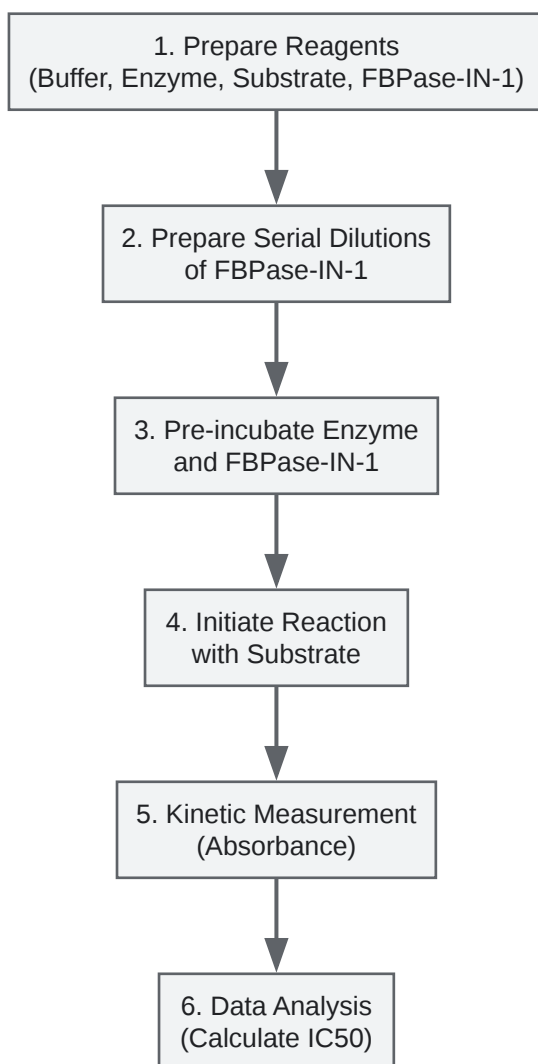 1. Prepare Reagents
(Buffer, Enzyme, Substrate, FBPase-IN-1)
2. Prepare Serial Dilutions
of FBPase-IN-1
3. Pre-incubate Enzyme
and FBPase-IN-1
4. Initiate Reaction
with Substrate
5. Kinetic Measurement
(Absorbance)
6. Data Analysis
(Calculate IC50)